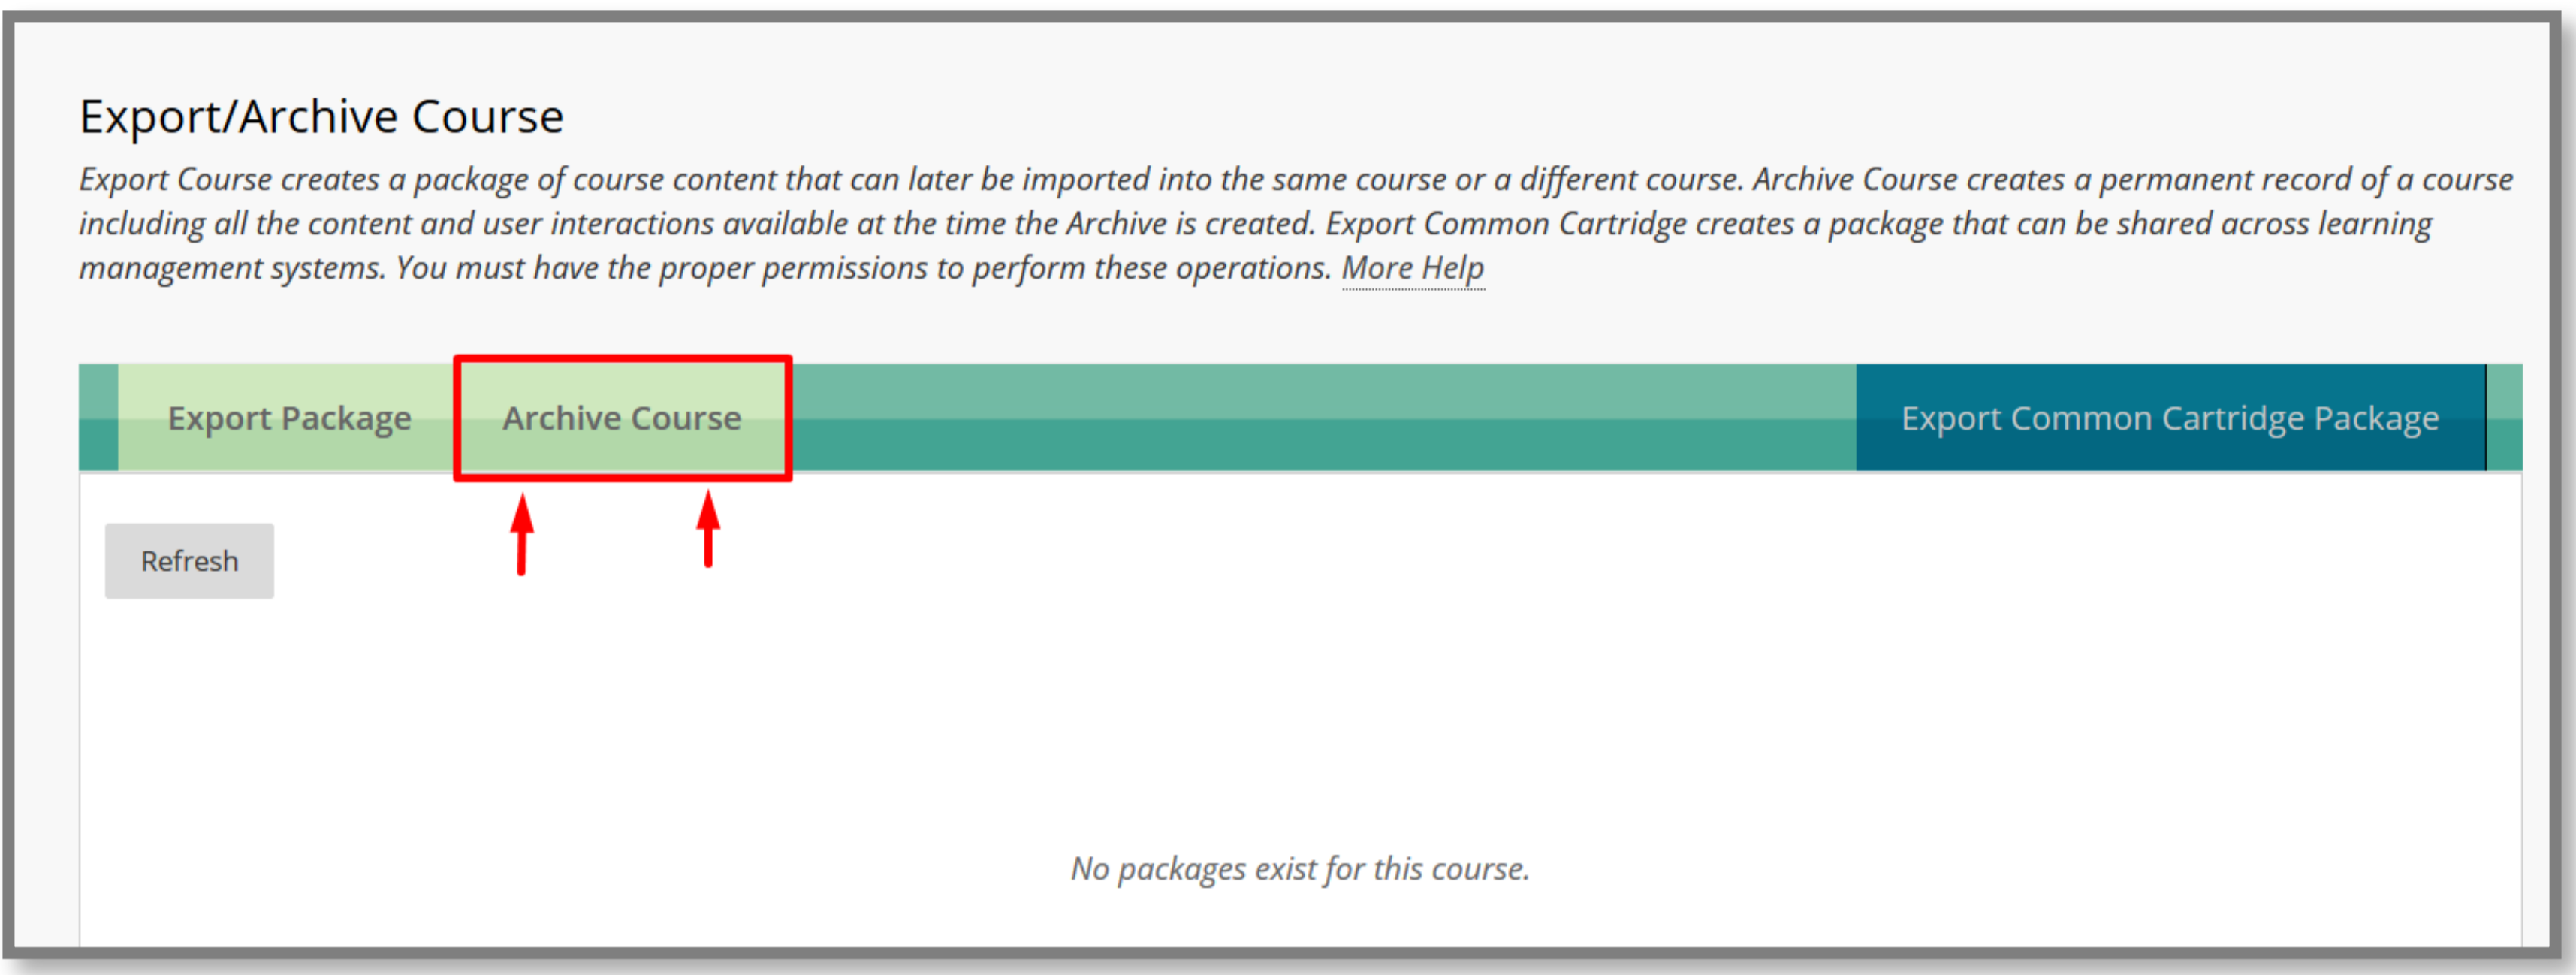 Export/Archive Course
Export Course creates a package of course content that can later be imported into the same course or a different course. Archive Course creates a permanent record of a course
including all the content and user interactions available at the time the Archive is created. Export Common Cartridge creates a package that can be shared across learning
management systems. You must have the proper permissions to perform these operations. More Help
Export Package Archive Course Export Common Cartridge Package
Refresh
No packages exist for this course.